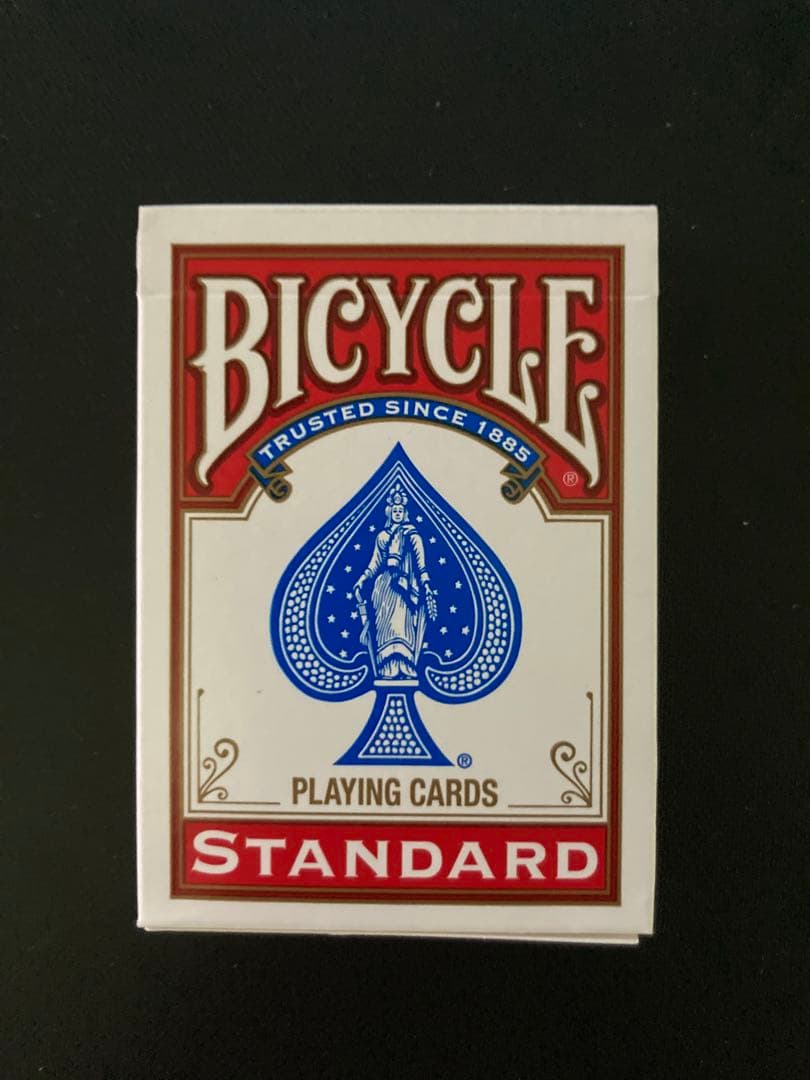 BICYCLE
®
TRUSTED SINCE 1885
®
PLAYING CARDS
STANDARD